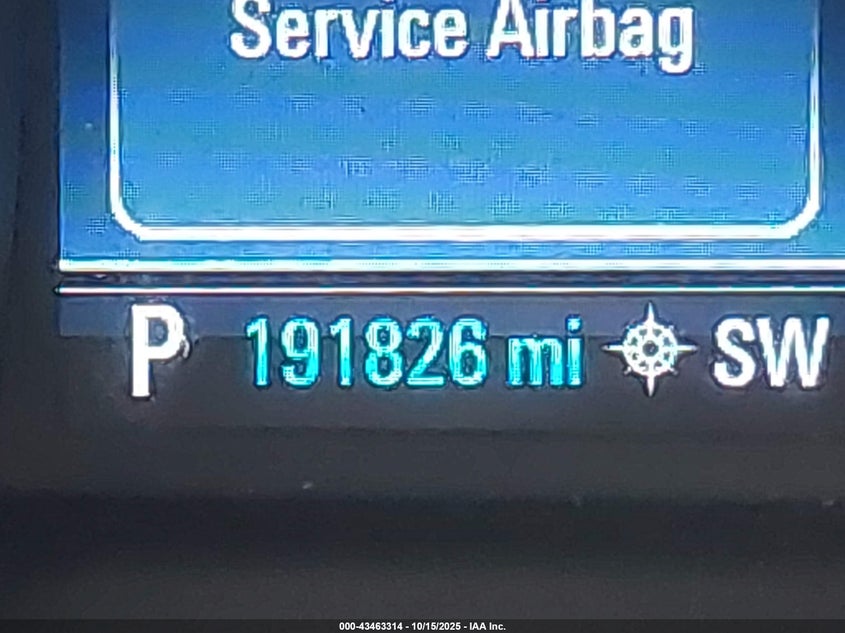 Service Airbag
P 191826 mi SW
000-43463314 - 10/15/2025 - IAA Inc.